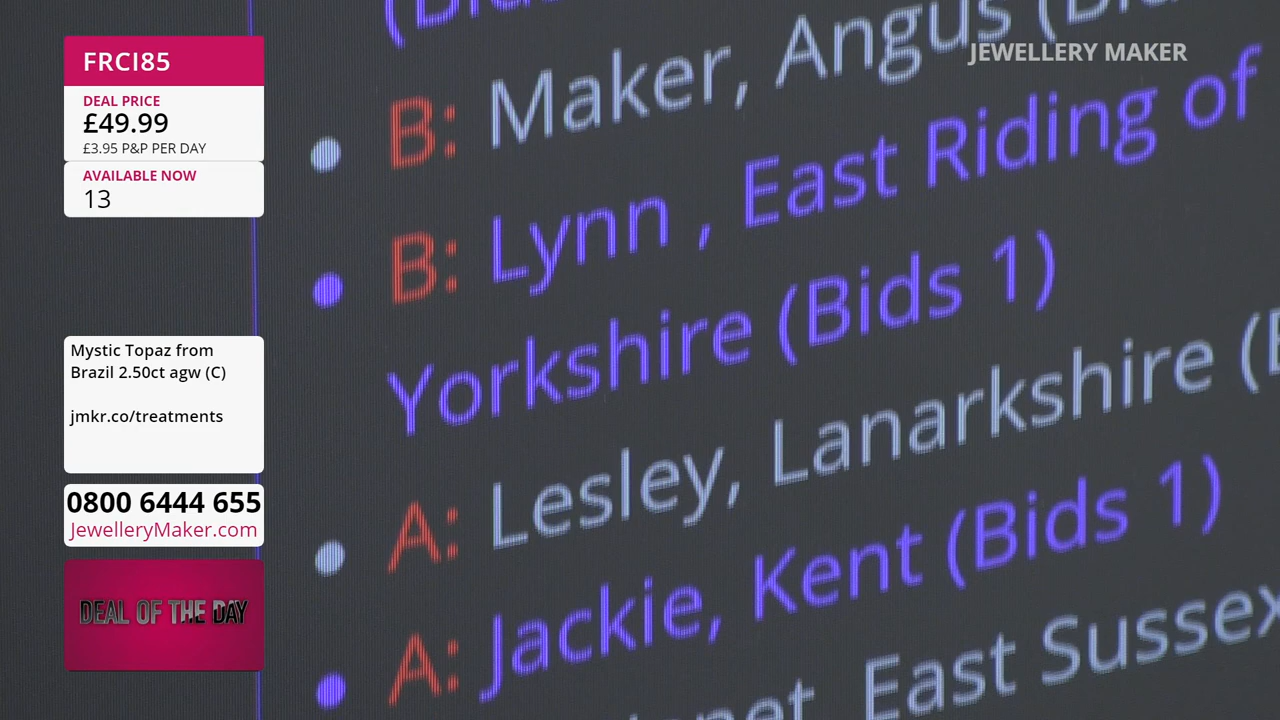 FRCI85
DEAL PRICE
£49.99
£3.95 P&P PER DAY
AVAILABLE NOW
13
Mystic Topaz from
Brazil 2.50ct agw (C)
jmkr.co/treatments
0800 6444 655
JewelleryMaker.com
DEAL OF THE DAY
JEWELLERY MAKER
B: Maker, Angus
B: Lynn , East Riding of
Yorkshire (Bids 1)
A: Lesley, Lanarkshire
A: Jackie, Kent (Bids 1)
East Sussex